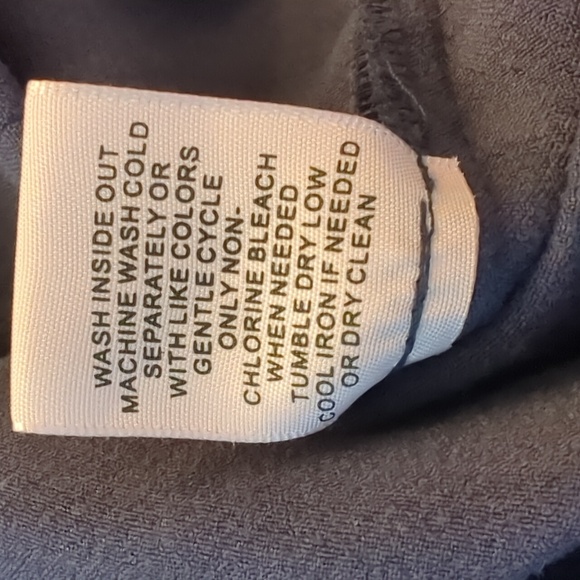 WASH INSIDE OUT
MACHINE WASH COLD
SEPARATELY OR
WITH LIKE COLORS
GENTLE CYCLE
ONLY NON-
CHLORINE BLEACH
WHEN NEEDED
TUMBLE DRY LOW
COOL IRON IF NEEDED
OR DRY CLEAN